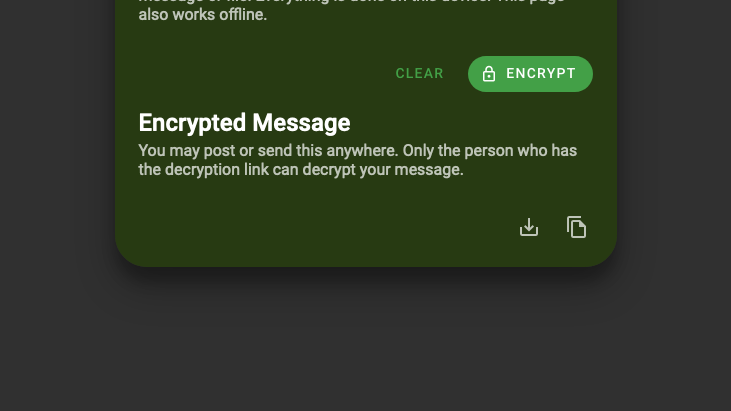 also works offline.
CLEAR
ENCRYPT
Encrypted Message
You may post or send this anywhere. Only the person who has
the decryption link can decrypt your message.